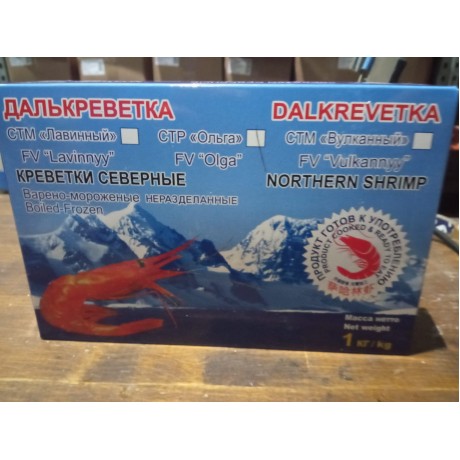 ДАЛЬКРЕВЕТКА DALKREVETKA
СТМ «Лавинный» СТР «Ольга» СТМ «Вулканный»
FV "Lavinnyy" FV "Olga" FV "Vulkannyy"
КРЕВЕТКИ СЕВЕРНЫЕ NORTHERN SHRIMP
Варено-мороженые НЕРАЗДЕЛАННЫЕ
Boiled-Frozen
ПРОДУКТ ГОТОВ К УПОТРЕБЛЕНИЮ
PRODUCT COOKED & READY TO
Масса нетто
Net weight
1 КГ/kg